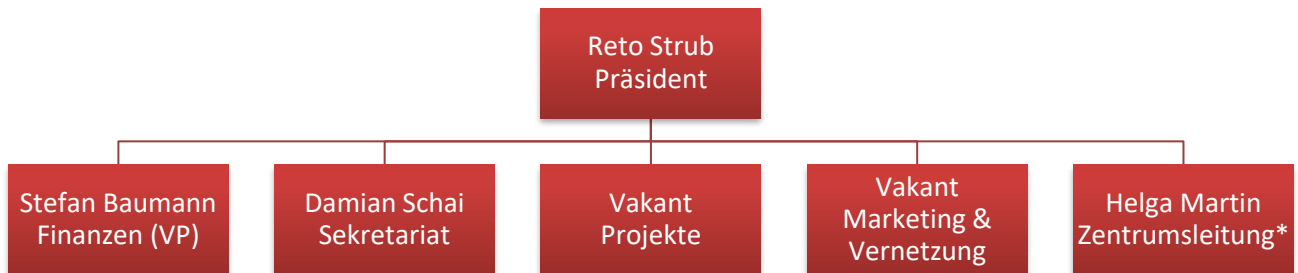 Reto Strub
Präsident
Stefan Baumann
Finanzen (VP)
Damian Schai
Sekretariat
Vakant
Projekte
Vakant
Marketing &
Vernetzung
Helga Martin
Zentrumsleitung*